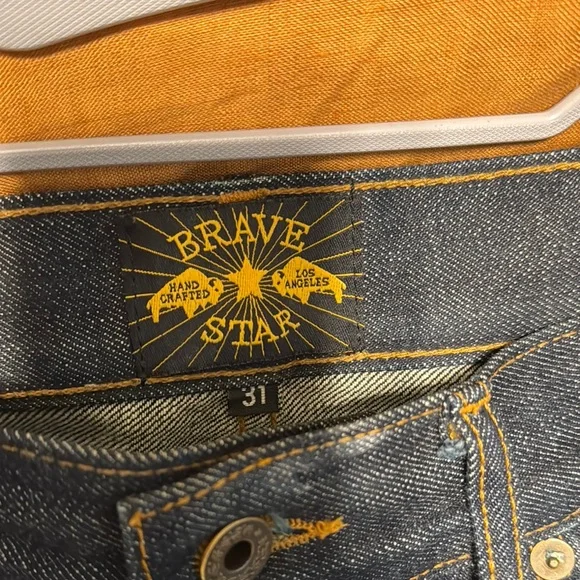 BRAVE
HAND CRAFTED
LOS ANGELES
STAR
31